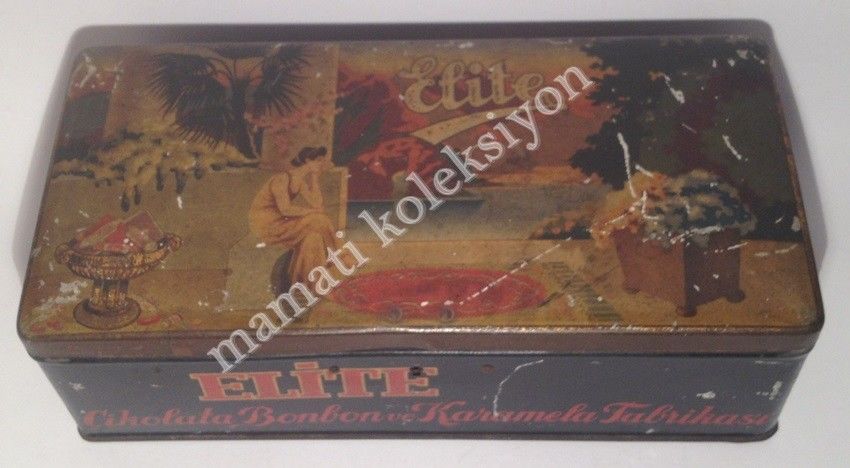 Elite
mamati koleksiyon
ELİTE
Çikolata Bonbon ve Karamela Fabrikası